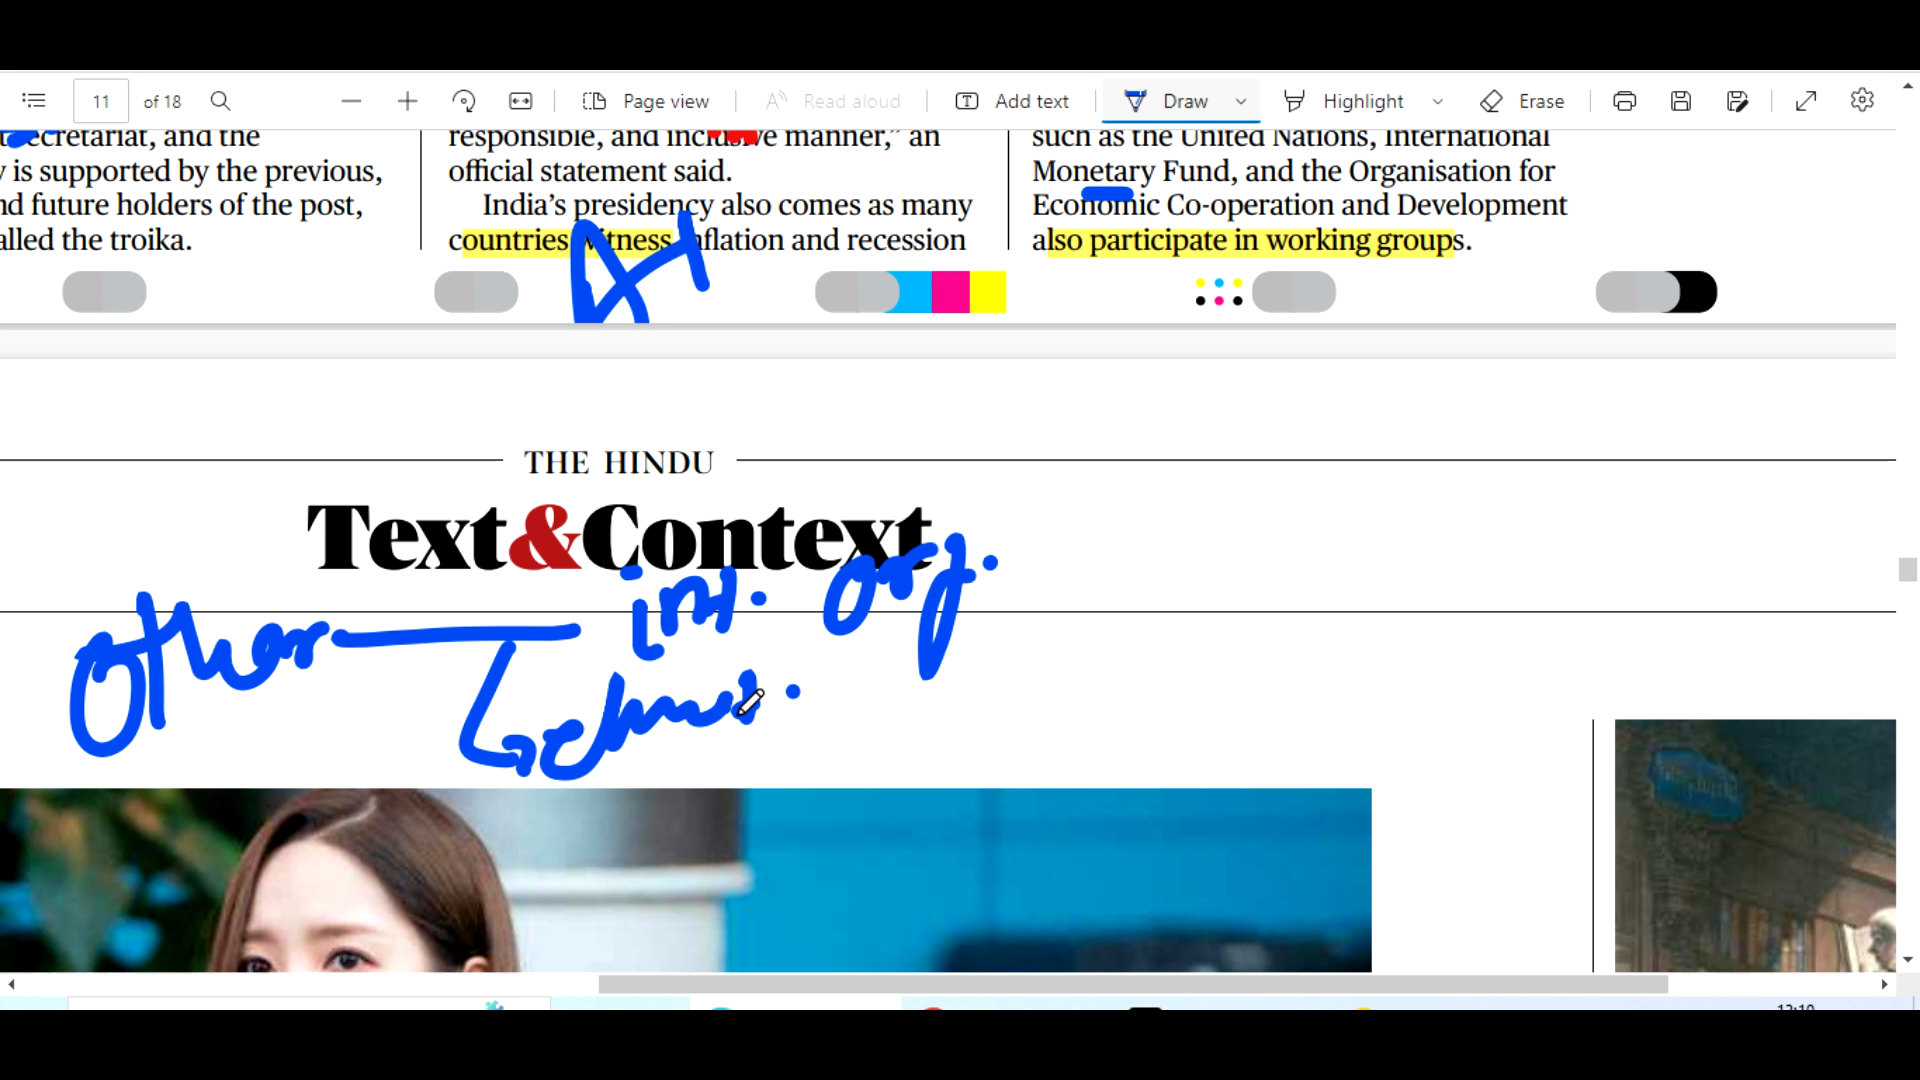 11 of 18 Page view Read aloud Add text Draw Highlight Erase
secretariat, and the
y is supported by the previous,
nd future holders of the post,
alled the troika.
responsible, and inclusive manner,” an
official statement said.
India’s presidency also comes as many
countries witness inflation and recession
such as the United Nations, International
Monetary Fund, and the Organisation for
Economic Co-operation and Development
also participate in working groups.
THE HINDU
Text&Context
Other int. org.
12:10